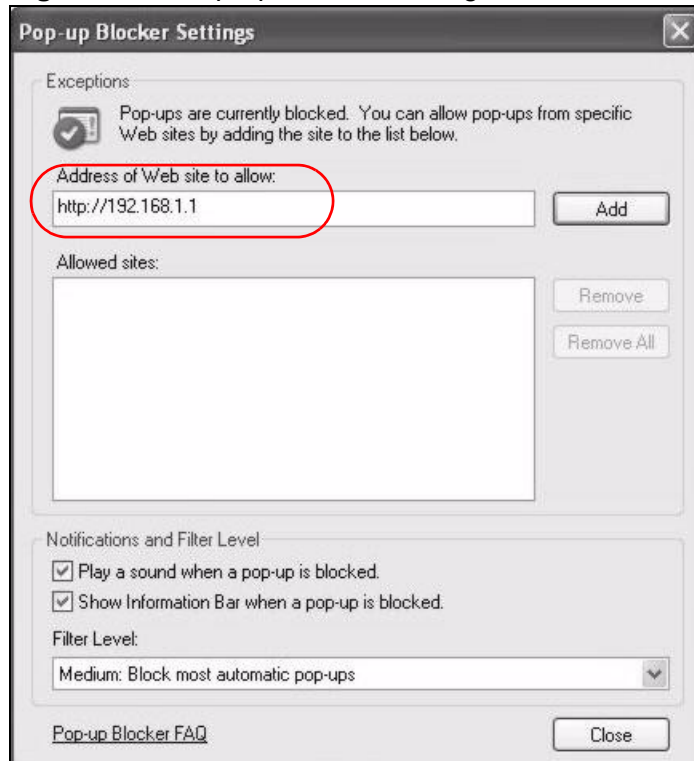 Pop-up Blocker Settings
Exceptions
Pop-ups are currently blocked. You can allow pop-ups from specific
Web sites by adding the site to the list below.
Address of Web site to allow:
http://192.168.1.1
Add
Allowed sites:
Remove
Remove All
Notifications and Filter Level
Play a sound when a pop-up is blocked.
Show Information Bar when a pop-up is blocked.
Filter Level:
Medium: Block most automatic pop-ups
Pop-up Blocker FAQ
Close